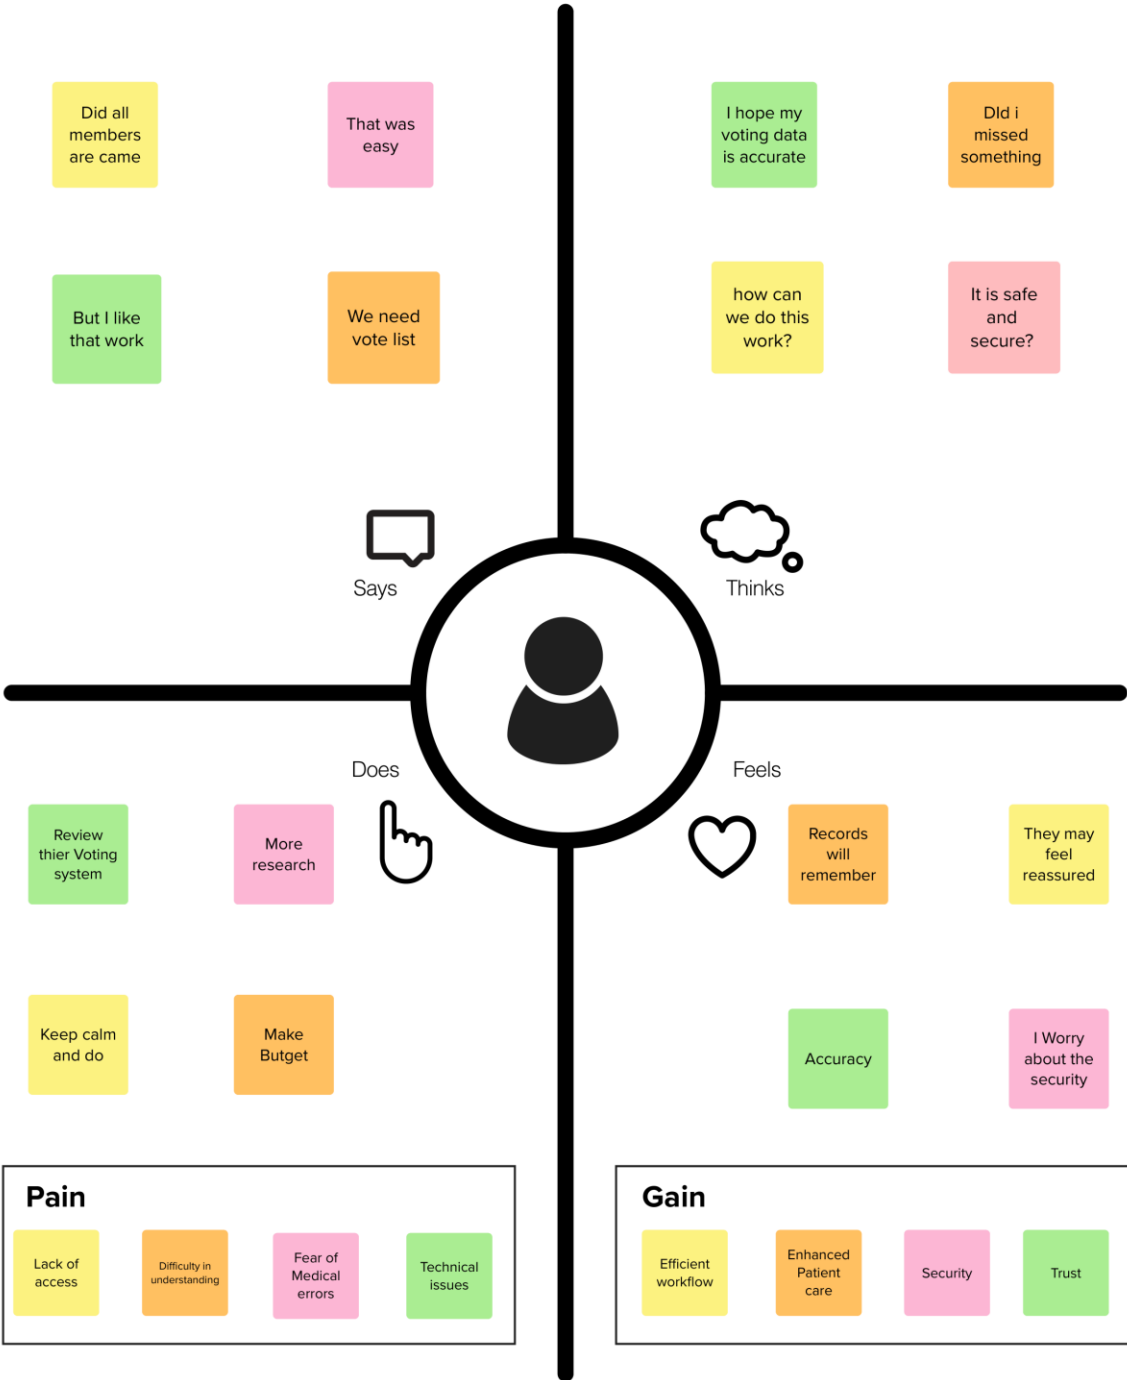 Did all
members
are came
That was
easy
But I like
that work
We need
vote list
Says
I hope my
voting data
is accurate
DId i
missed
something
how can
we do this
work?
It is safe
and
secure?
Thinks
Does
Review
thier Voting
system
More
research
Keep calm
and do
Make
Butget
Feels
Records
will
remember
They may
feel
reassured
Accuracy
I Worry
about the
security
Pain
Lack of
access
Difficulty in
understanding
Fear of
Medical
errors
Technical
issues
Gain
Efficient
workflow
Enhanced
Patient
care
Security
Trust